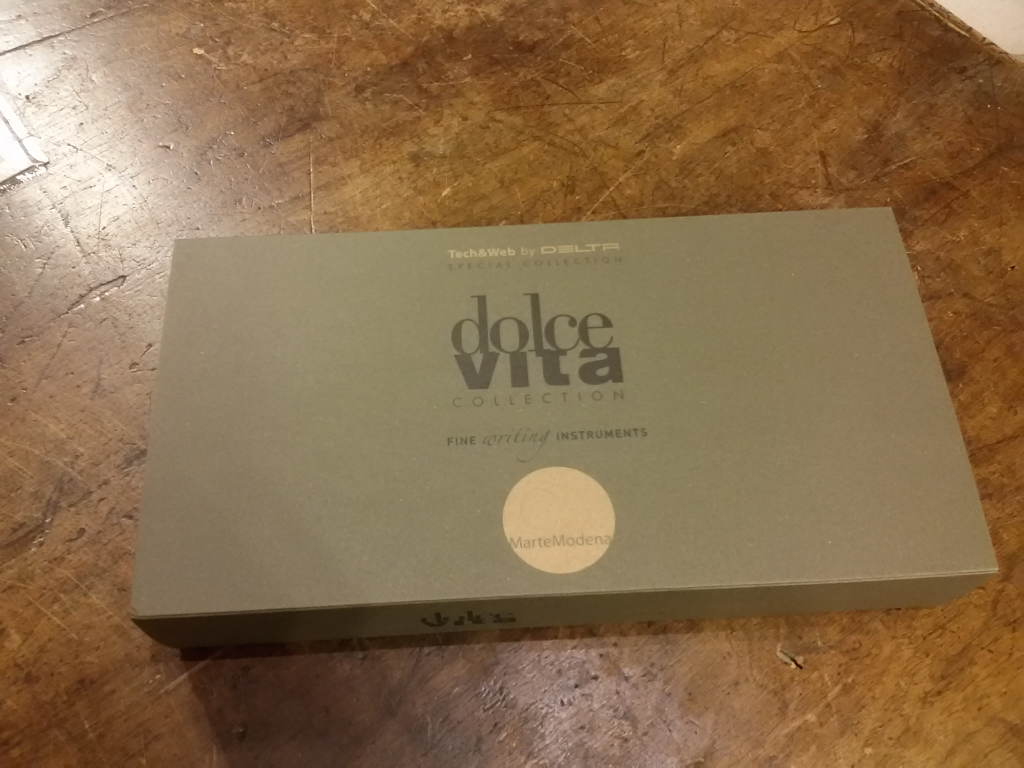 Tech&Web by DELTA
SPECIAL COLLECTION
dolce
vita
COLLECTION
FINE writing INSTRUMENTS
MarteModena